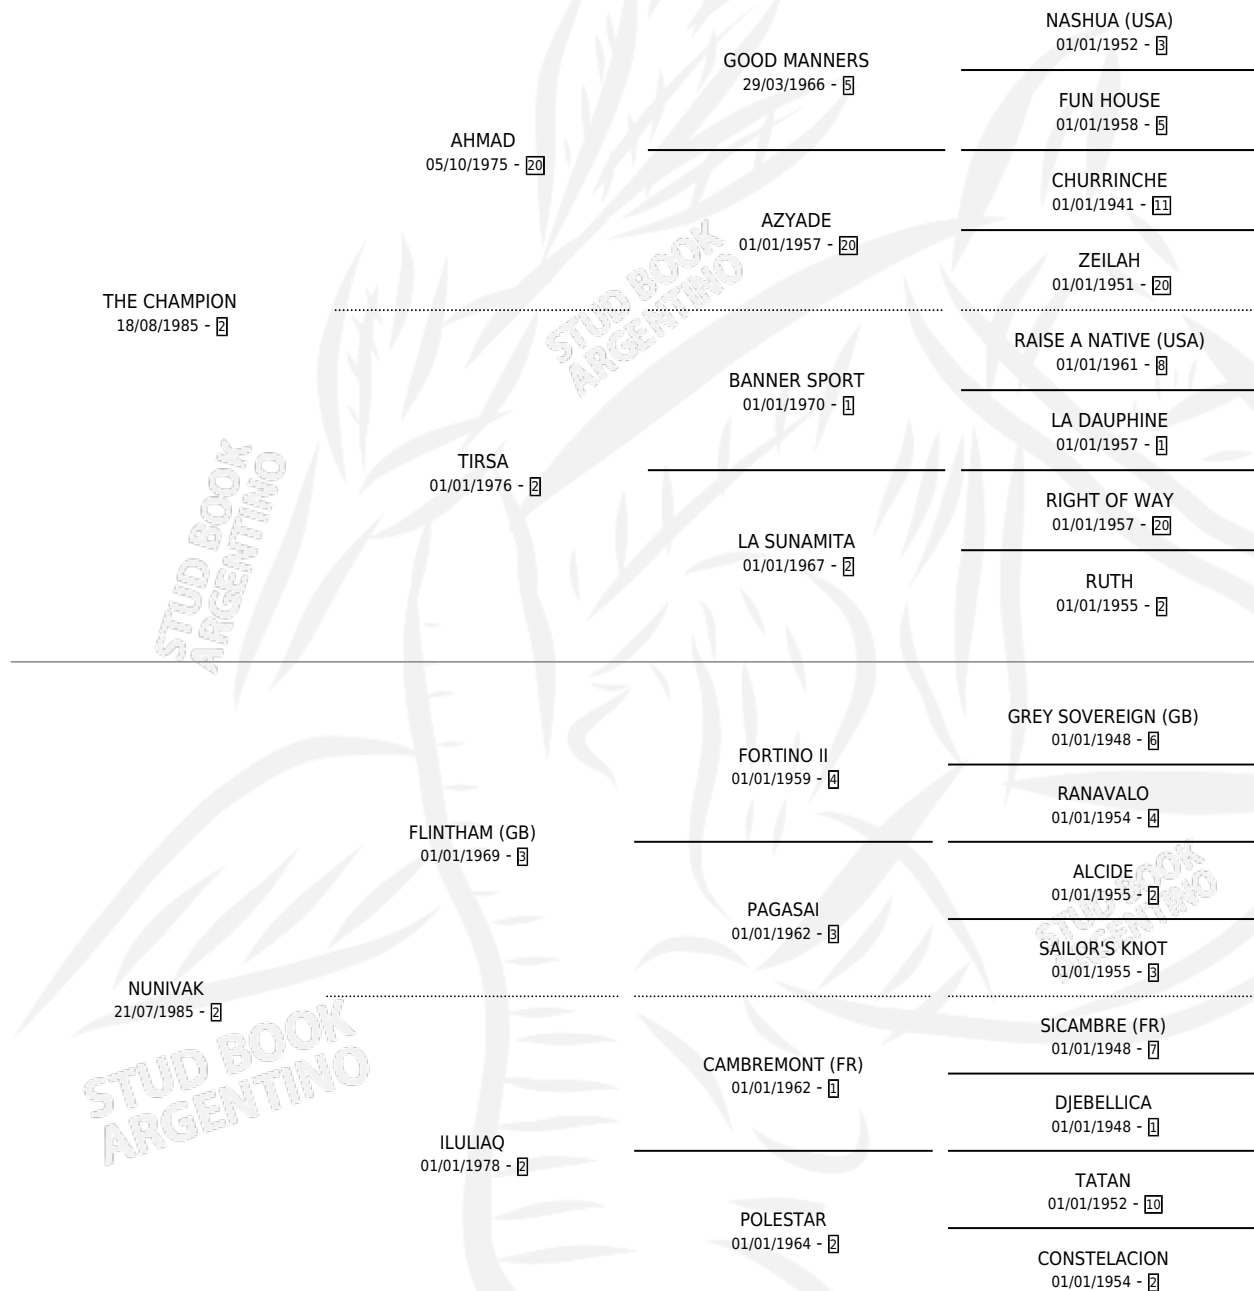 NASHUA (USA)
01/01/1952 - 3
GOOD MANNERS
29/03/1966 - 5
FUN HOUSE
01/01/1958 - 5
AHMAD
05/10/1975 - 20
CHURRINCHE
01/01/1941 - 11
AZYADE
01/01/1957 - 20
ZEILAH
01/01/1951 - 20
THE CHAMPION
18/08/1985 - 2
RAISE A NATIVE (USA)
01/01/1961 - 8
BANNER SPORT
01/01/1970 - 1
LA DAUPHINE
01/01/1957 - 1
TIRSA
01/01/1976 - 2
RIGHT OF WAY
01/01/1957 - 20
LA SUNAMITA
01/01/1967 - 2
RUTH
01/01/1955 - 2
GREY SOVEREIGN (GB)
01/01/1948 - 6
FORTINO II
01/01/1959 - 4
RANAVALO
01/01/1954 - 4
FLINTHAM (GB)
01/01/1969 - 3
ALCIDE
01/01/1955 - 2
PAGASAI
01/01/1962 - 3
SAILOR'S KNOT
01/01/1955 - 3
NUNIVAK
21/07/1985 - 2
SICAMBRE (FR)
01/01/1948 - 7
CAMBREMONT (FR)
01/01/1962 - 1
DJEBELLICA
01/01/1948 - 1
ILULIAQ
01/01/1978 - 2
TATAN
01/01/1952 - 10
POLESTAR
01/01/1964 - 2
CONSTELACION
01/01/1954 - 2
STUD BOOK
ARGENTINO
STUD BOOK
ARGENTINO
STUD BOOK
ARGENTINO
STUD BOOK
ARGENTINO